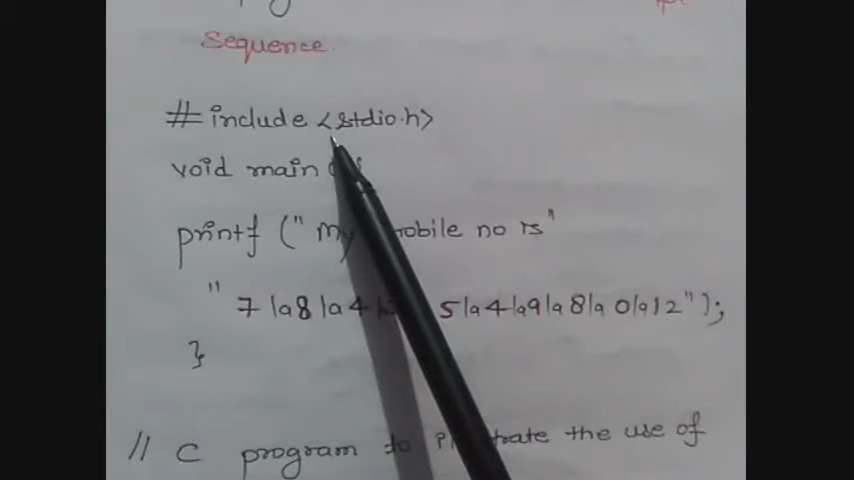 Sequence.
# include <stdio.h>
void main
printf (" my mobile no is"
" 7 \a8 \a4 5\a4\a9\a8\a 0\a12");
}
// C program to the use of